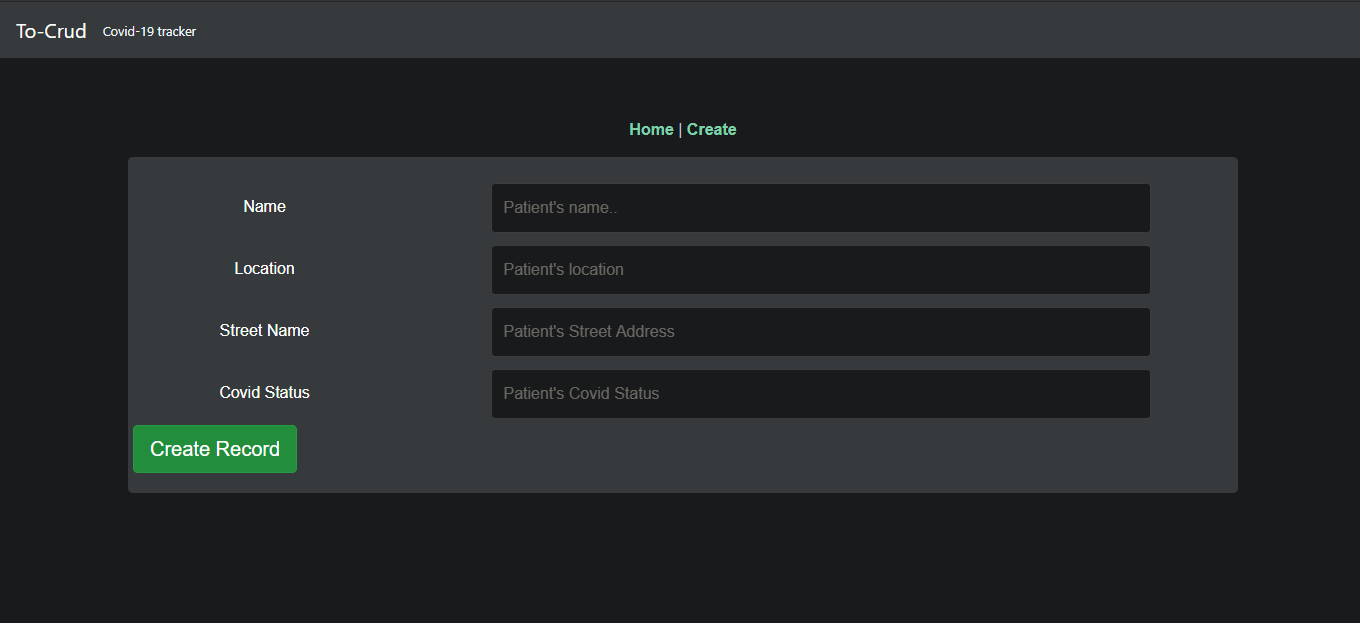 To-Crud Covid-19 tracker
Home | Create
Name Patient's name..
Location Patient's location
Street Name Patient's Street Address
Covid Status Patient's Covid Status
Create Record